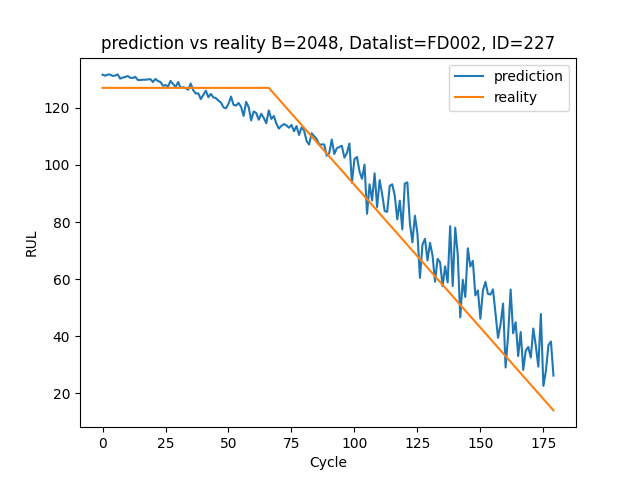 prediction vs reality B=2048, Datalist=FD002, ID=227
prediction
reality
RUL
120
100
80
60
40
20
0 25 50 75 100 125 150 175
Cycle